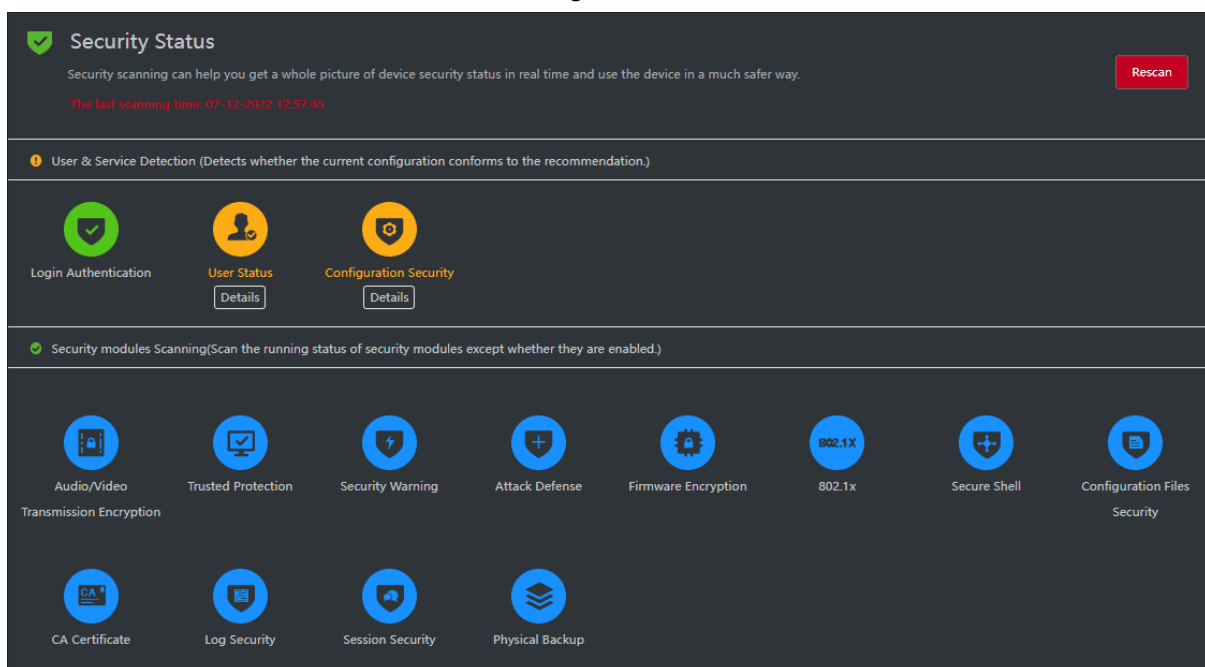 Security Status
Security scanning can help you get a whole picture of device security status in real time and use the device in a much safer way.
Rescan
The last scanning time: 07-12-2022 12:57:45
User & Service Detection (Detects whether the current configuration conforms to the recommendation.)
Login Authentication
User Status
Configuration Security
Details
Details
Security modules Scanning(Scan the running status of security modules except whether they are enabled.)
802.1X
Audio/Video
Transmission Encryption
Trusted Protection
Security Warning
Attack Defense
Firmware Encryption
802.1x
Secure Shell
Configuration Files
Security
CA
CA Certificate
Log Security
Session Security
Physical Backup